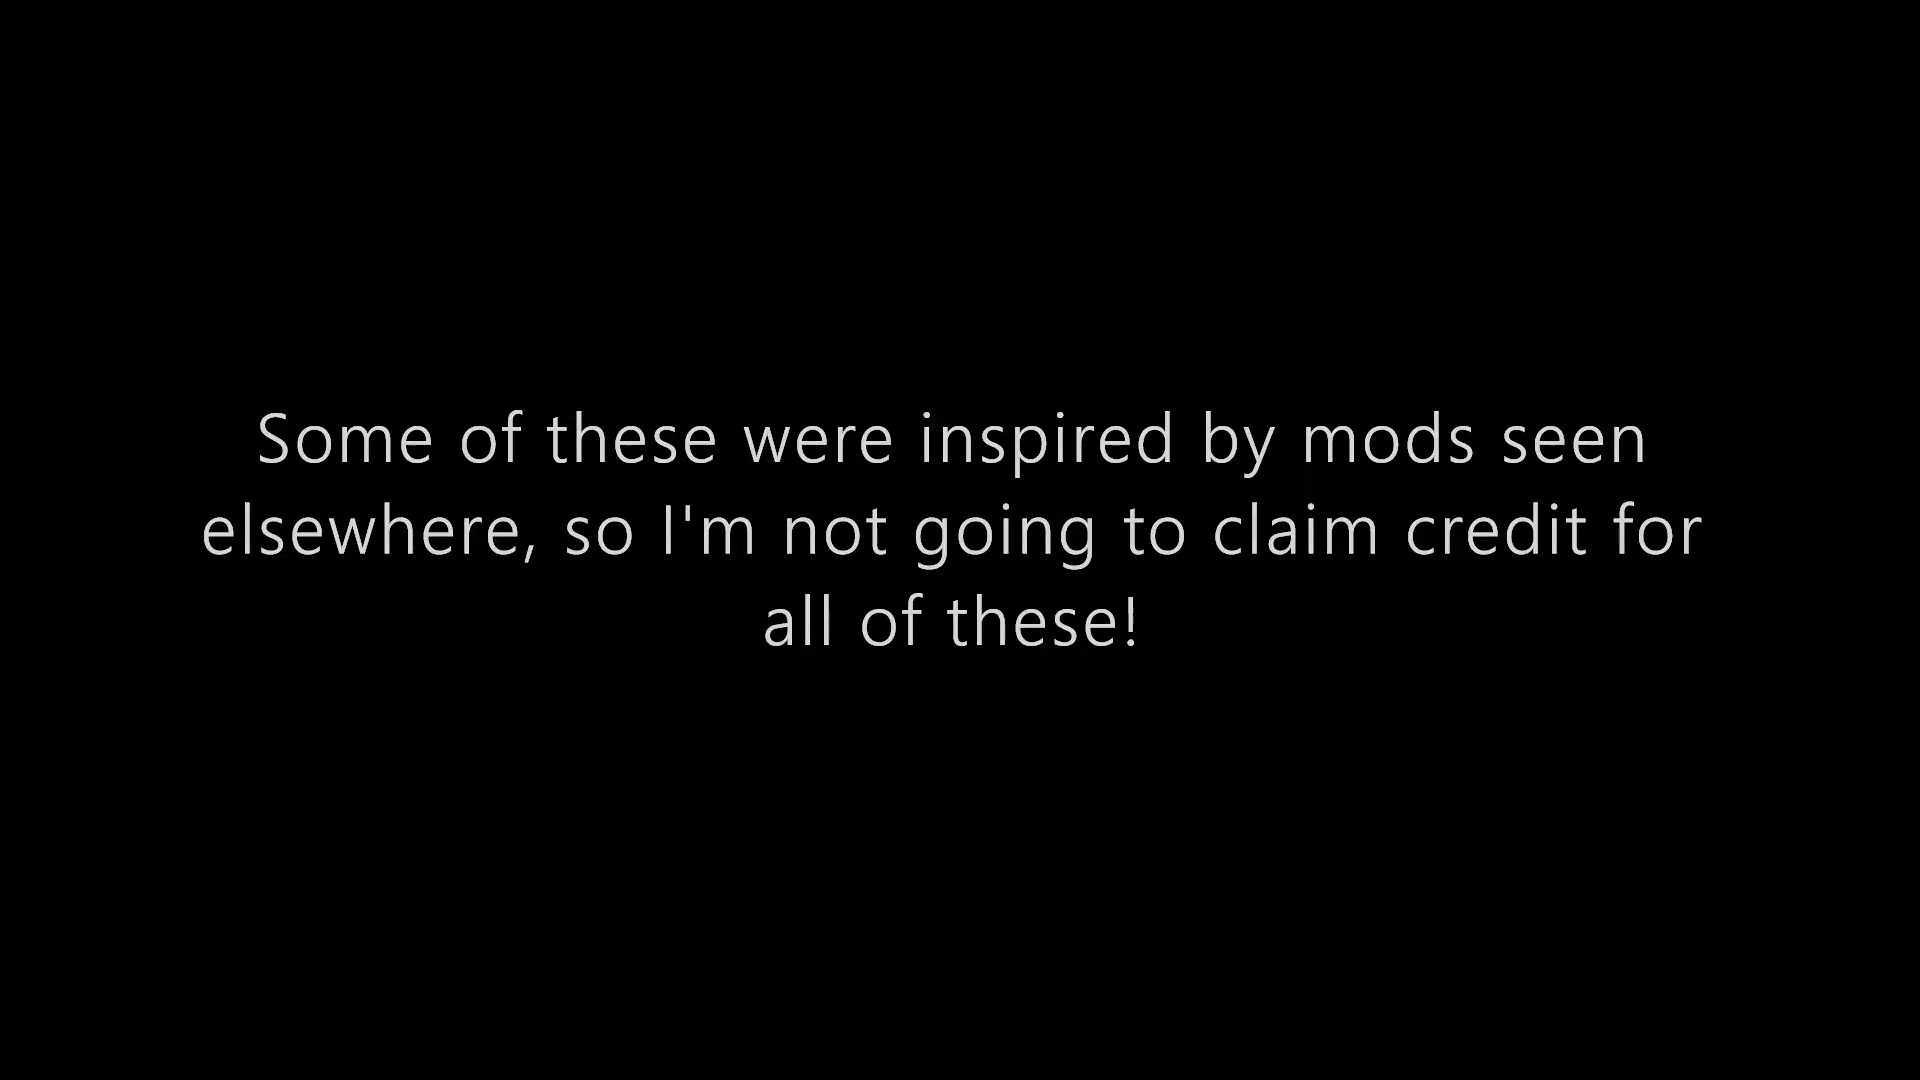 Some of these were inspired by mods seen
elsewhere, so I'm not going to claim credit for
all of these!